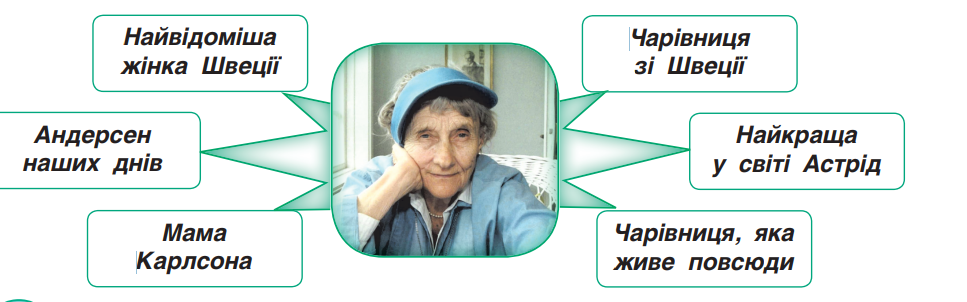 Найвідоміша
жінка Швеції
Чарівниця
зі Швеції
Андерсен
наших днів
Найкраща
у світі Астрід
Мама
Карлсона
Чарівниця, яка
живе повсюди